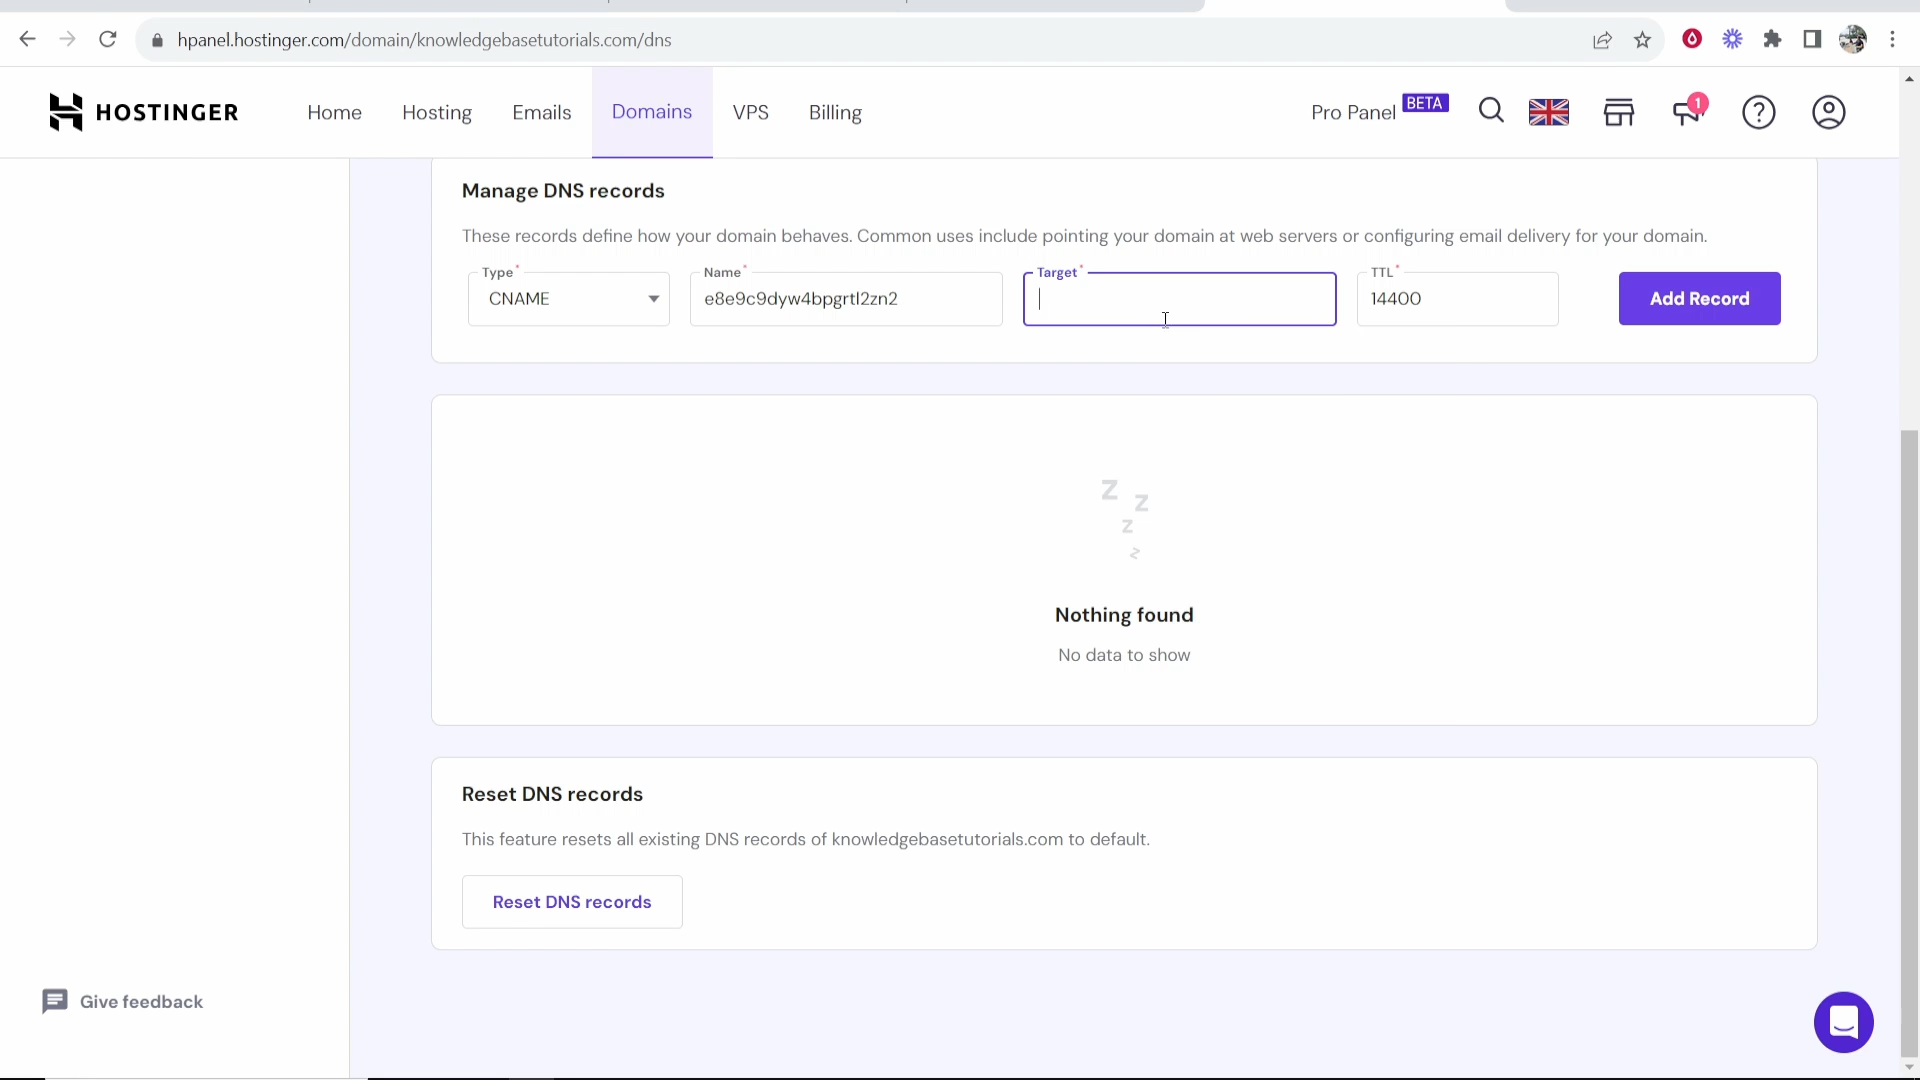 hpanel.hostinger.com/domain/knowledgebasetutorials.com/dns
HOSTINGER
Home
Hosting
Emails
Domains
VPS
Billing
Pro Panel BETA
1
Manage DNS records
These records define how your domain behaves. Common uses include pointing your domain at web servers or configuring email delivery for your domain.
Type*
CNAME
Name*
e8e9c9dyw4bpgrtl2zn2
Target*
TTL*
14400
Add Record
Z
Z
Z
Z
Nothing found
No data to show
Reset DNS records
This feature resets all existing DNS records of knowledgebasetutorials.com to default.
Reset DNS records
Give feedback